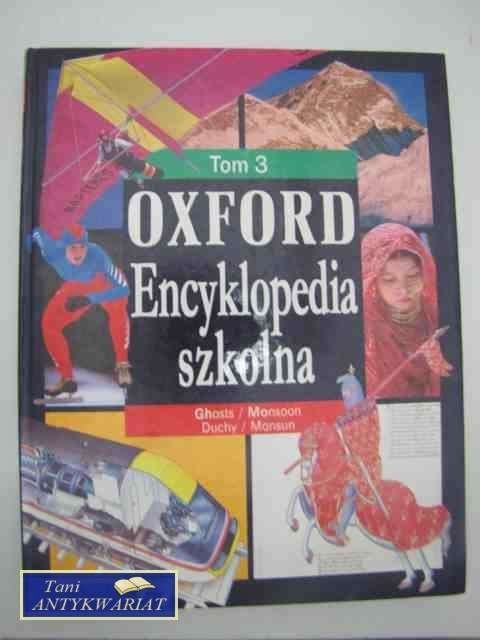 Tom 3
OXFORD
Encyklopedia
szkolna
Ghosts / Monsoon
Duchy / Monsun
Tani
ANTYKWARIAT